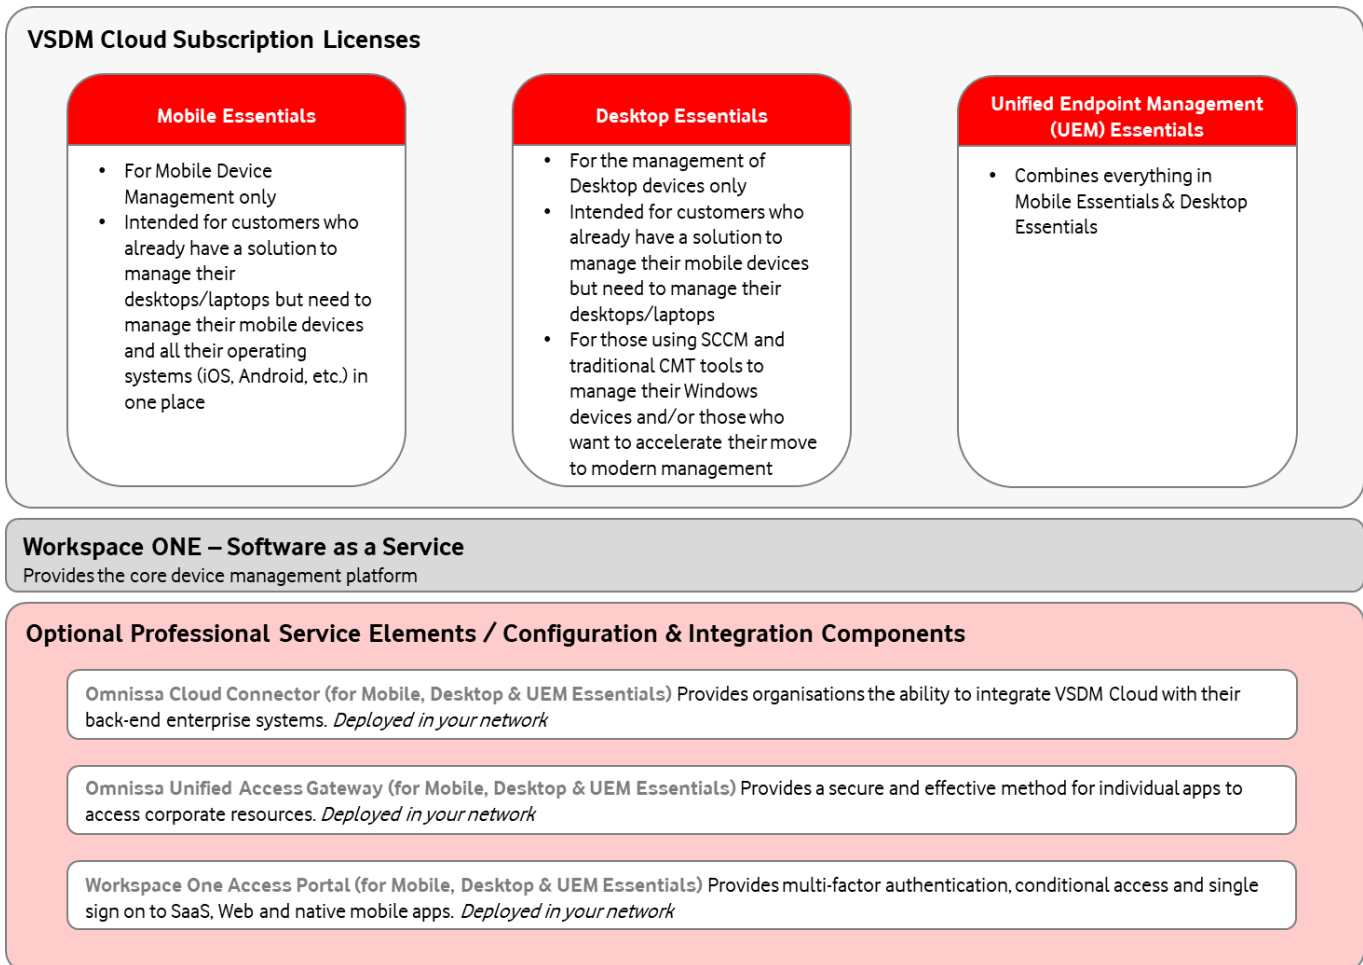 VSDM Cloud Subscription Licenses
Mobile Essentials
• For Mobile Device
Management only
• Intended for customers who
already have a solution to
manage their
desktops/laptops but need to
manage their mobile devices
and all their operating
systems (iOS, Android, etc.) in
one place
Desktop Essentials
• For the management of
Desktop devices only
• Intended for customers who
already have a solution to
manage their mobile devices
but need to manage their
desktops/laptops
• For those using SCCM and
traditional CMT tools to
manage their Windows
devices and/or those who
want to accelerate their move
to modern management
Unified Endpoint Management
(UEM) Essentials
• Combines everything in
Mobile Essentials & Desktop
Essentials
Workspace ONE – Software as a Service
Provides the core device management platform
Optional Professional Service Elements / Configuration & Integration Components
Omnissa Cloud Connector (for Mobile, Desktop & UEM Essentials) Provides organisations the ability to integrate VSDM Cloud with their
back-end enterprise systems. Deployed in your network
Omnissa Unified Access Gateway (for Mobile, Desktop & UEM Essentials) Provides a secure and effective method for individual apps to
access corporate resources. Deployed in your network
Workspace One Access Portal (for Mobile, Desktop & UEM Essentials) Provides multi-factor authentication, conditional access and single
sign on to SaaS, Web and native mobile apps. Deployed in your network